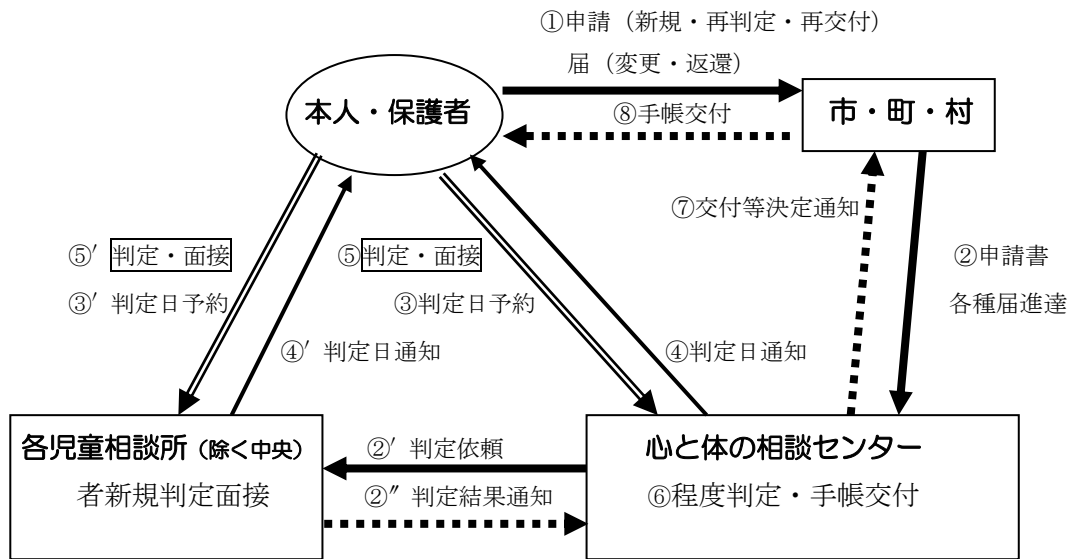 ①申請（新規・再判定・再交付）
届（変更・返還）
本人・保護者
市・町・村
⑧手帳交付
⑦交付等決定通知
⑤′ 判定・面接
⑤判定・面接
②申請書
③′ 判定日予約
③判定日予約
各種届進達
④′ 判定日通知
④判定日通知
各児童相談所（除く中央）
者新規判定面接
②′ 判定依頼
②″ 判定結果通知
心と体の相談センター
⑥程度判定・手帳交付